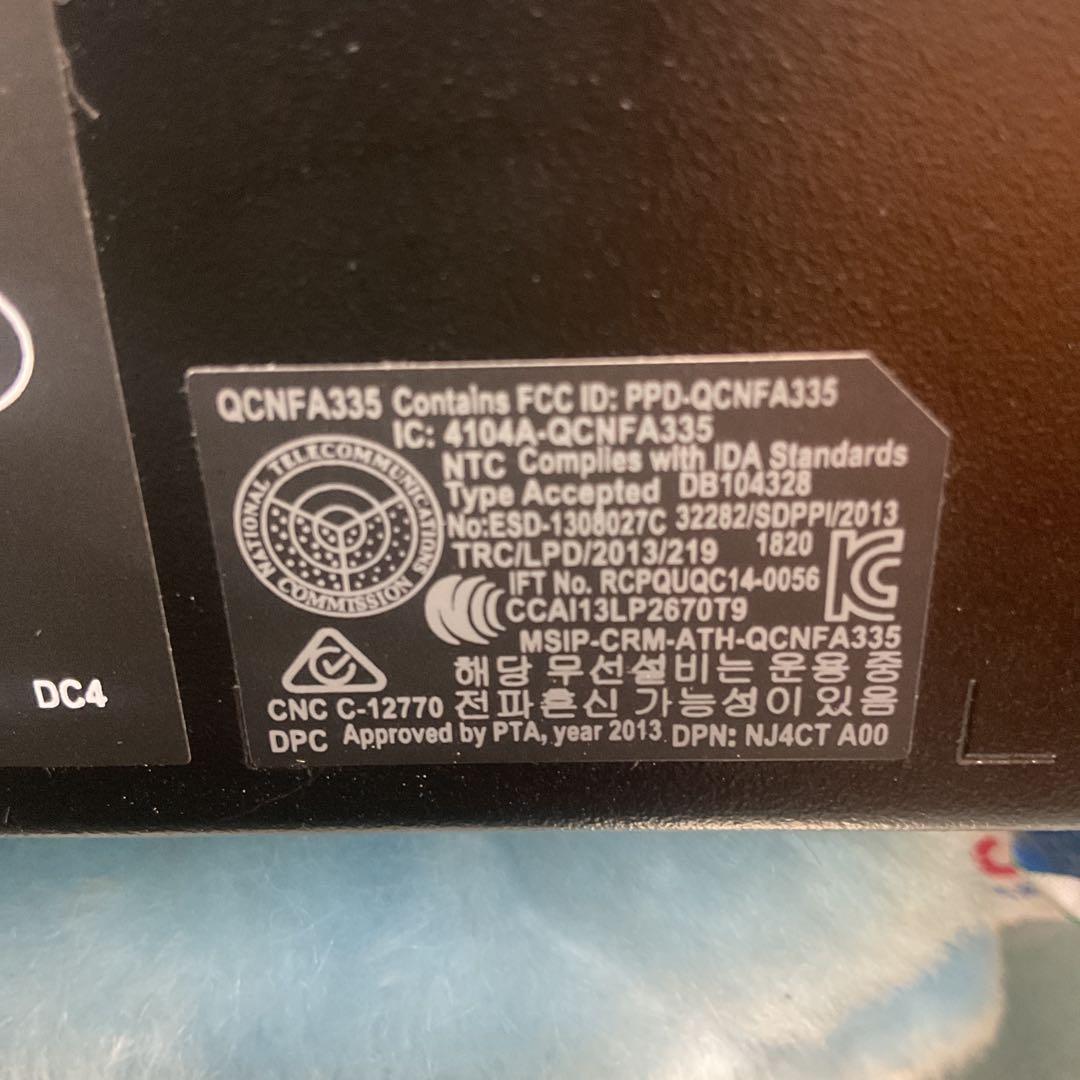 QCNFA335 Contains FCC ID: PPD-QCNFA335
IC: 4104A-QCNFA335
NATIONAL TELECOMMUNICATIONS COMMISSION
NTC Complies with IDA Standards
Type Accepted DB104328
No:ESD-1308027C 32282/SDPPI/2013
TRC/LPD/2013/219 1820
IFT No. RCPQUQC14-0056
CCAI13LP2670T9
MSIP-CRM-ATH-QCNFA335
해당 무선설비는 운용 중
CNC C-12770 전파혼신 가능성이 있음
DPC Approved by PTA, year 2013 DPN: NJ4CT A00
DC4